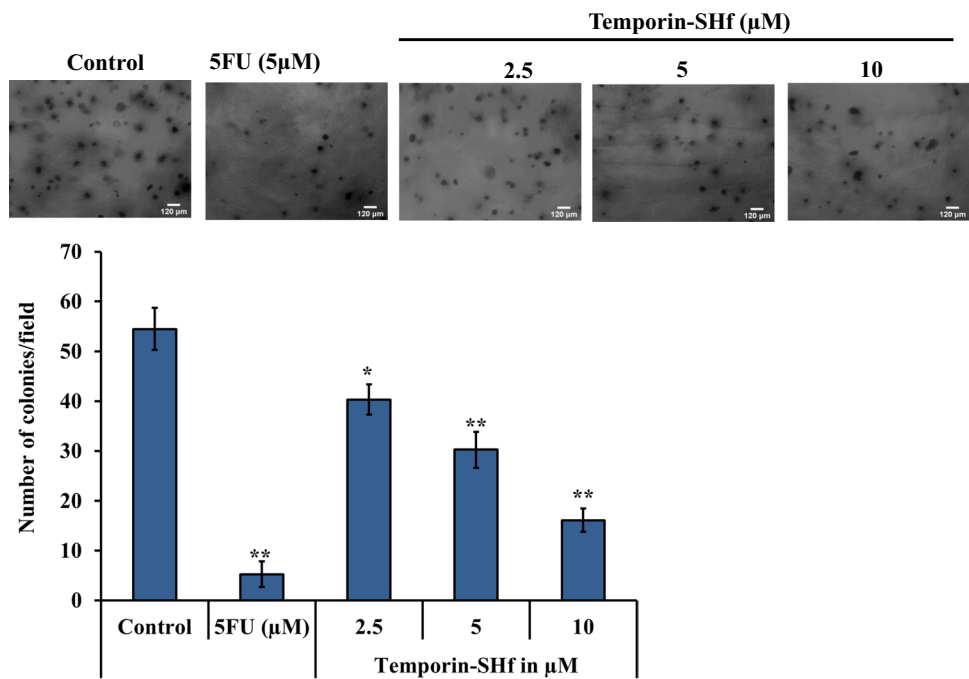 Temporin-SHf (µM)
Control 5FU (5µM) 2.5 5 10
120 µm 120 µm 120 µm 120 µm 120 µm
Number of colonies/field
70
60
50
40
30
20
10
0
*
**
**
**
Control 5FU (µM) 2.5 5 10
Temporin-SHf in µM